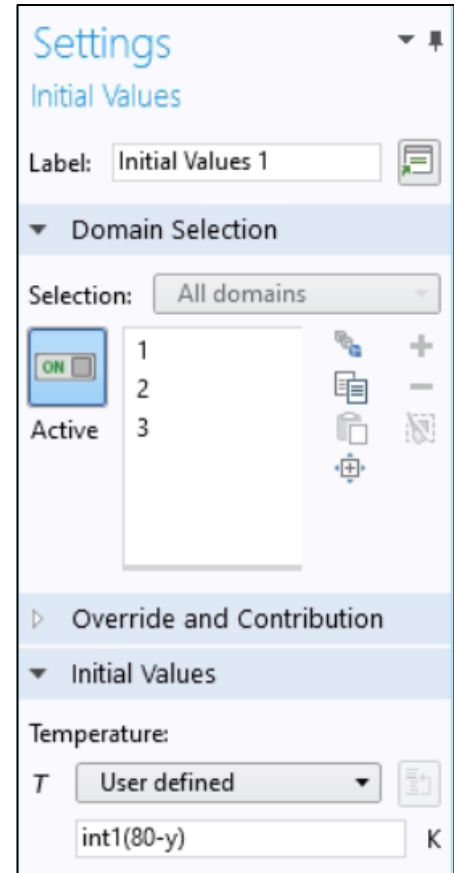 Settings
Initial Values
Label: Initial Values 1
Domain Selection
Selection: All domains
ON
Active
1
2
3
Override and Contribution
Initial Values
Temperature:
T User defined
int1(80-y) K